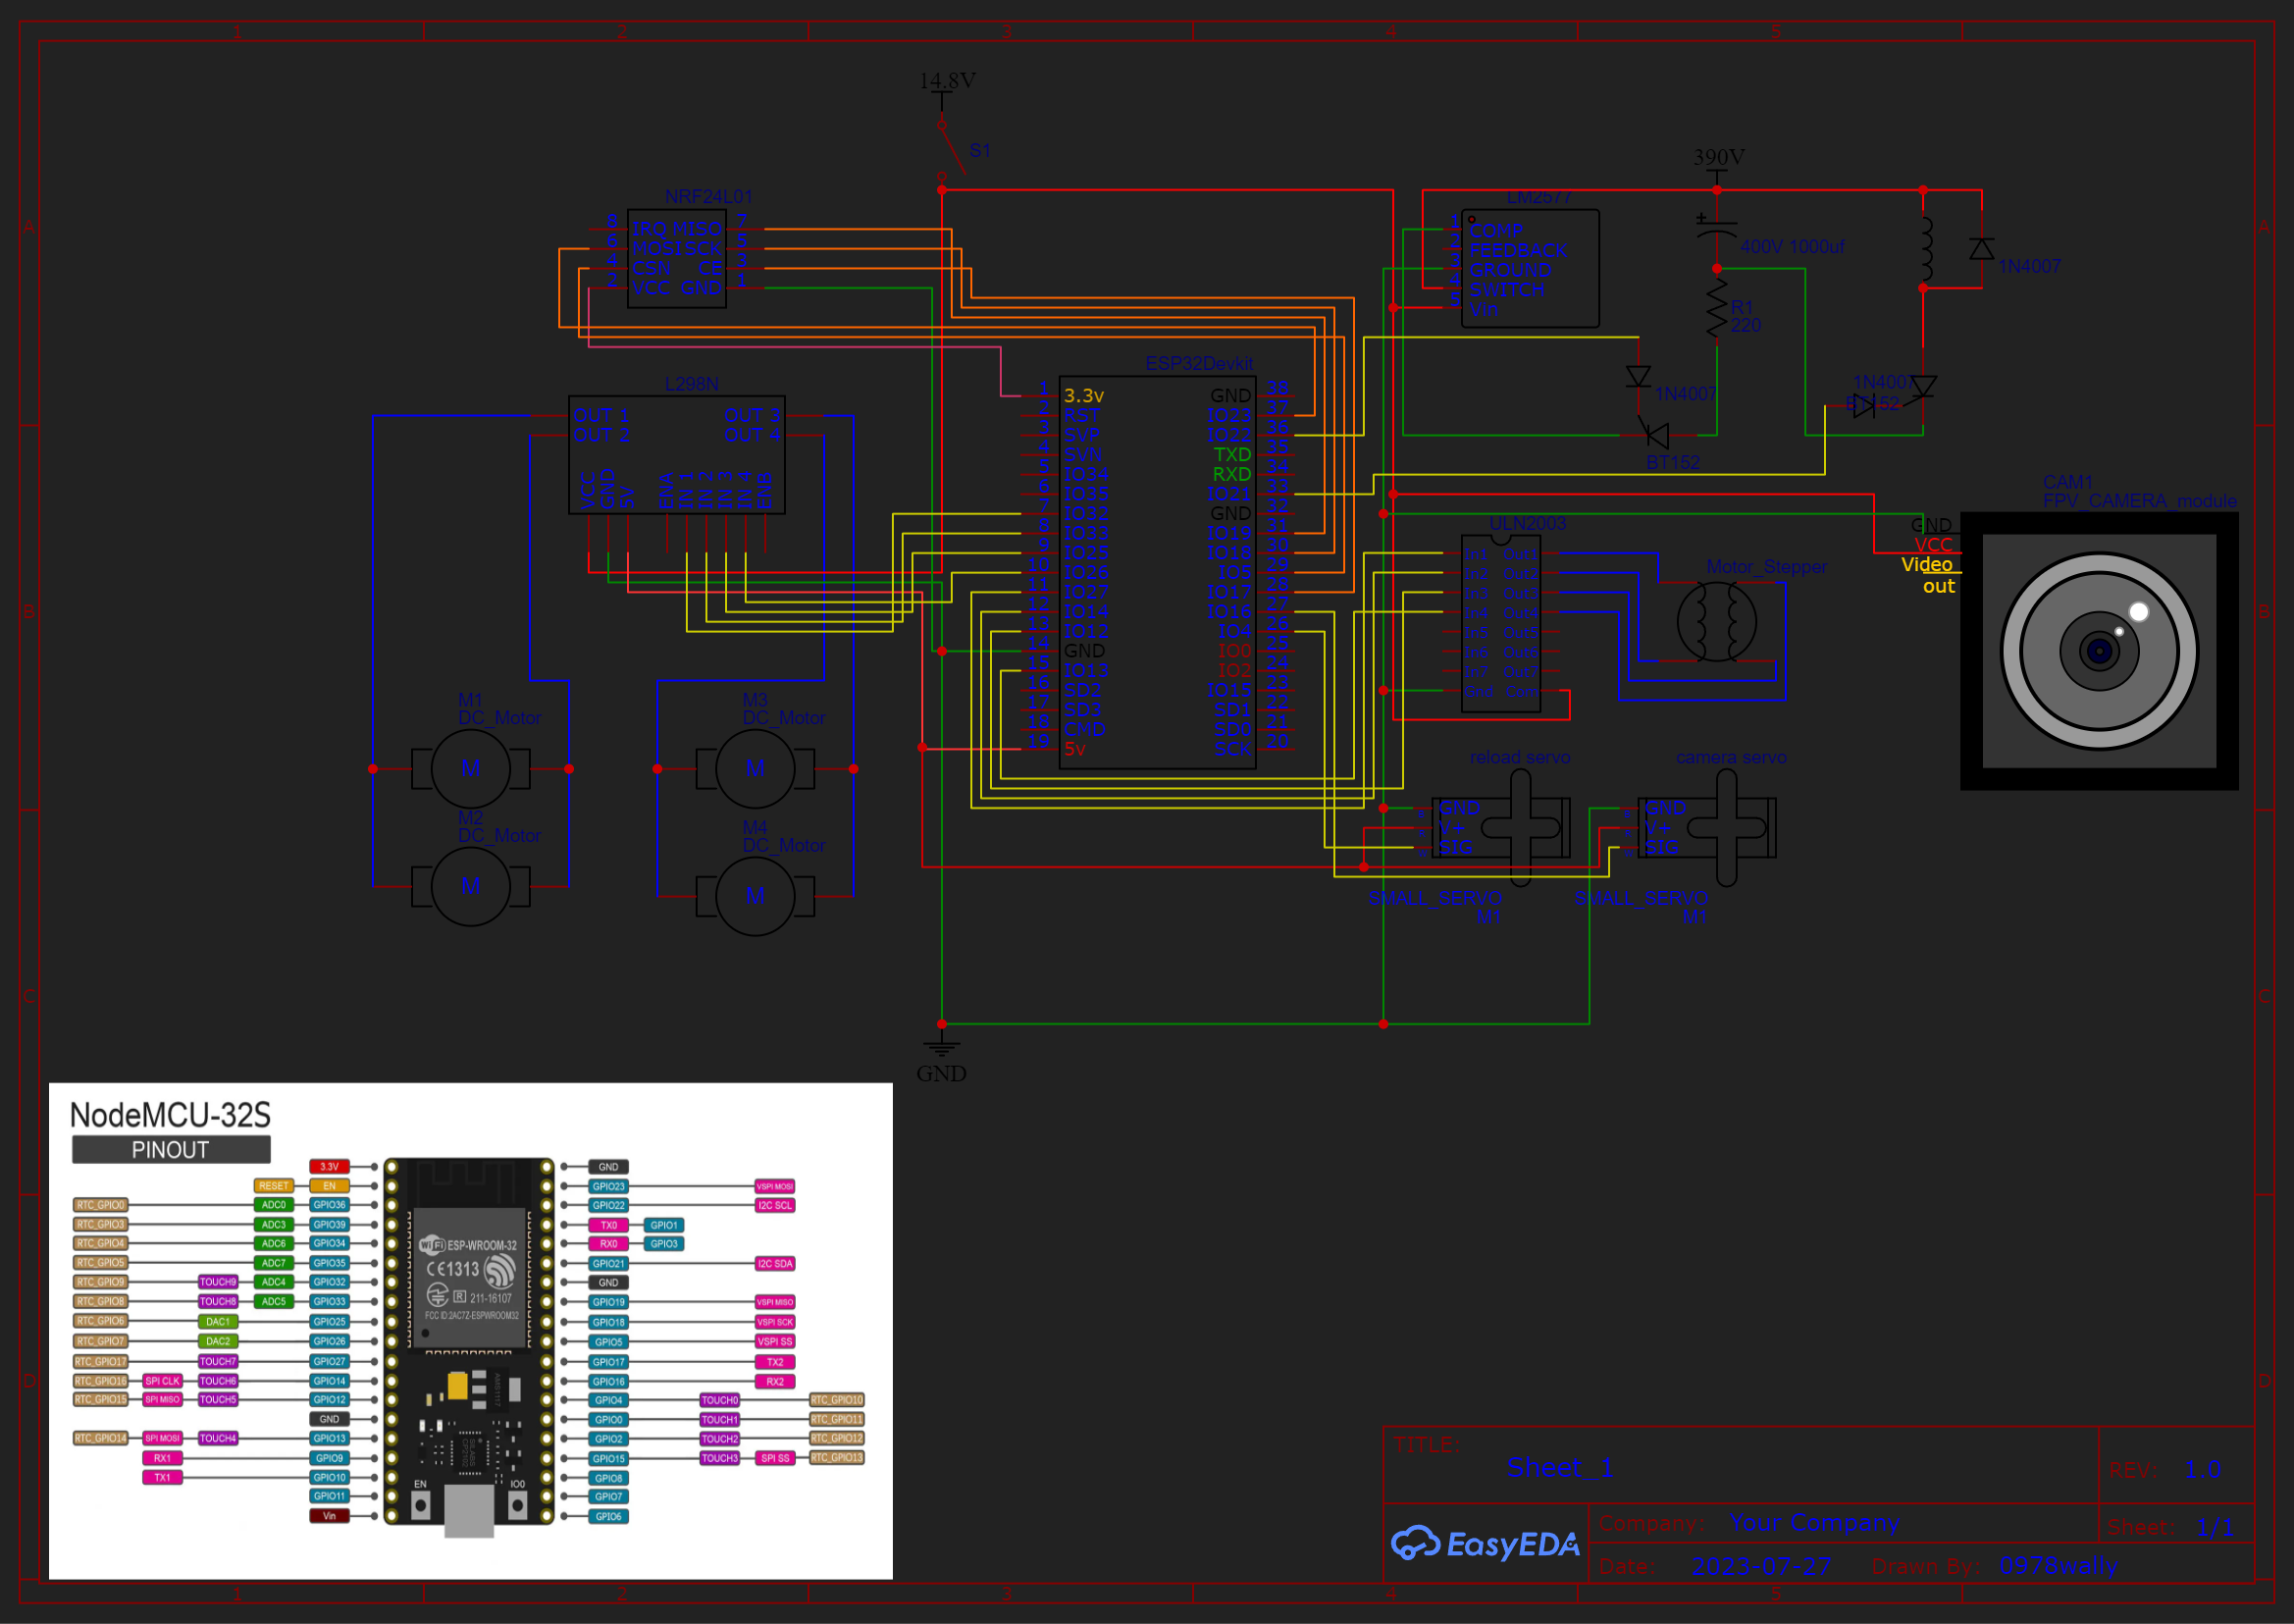 1 2 3 4 5
14.8V
S1
390V
NRF24L01
8 IRQ MISO 7
6 MOSI SCK 5
4 CSN CE 3
2 VCC GND 1
LM2577
1 COMP
2 FEEDBACK
3 GROUND
4 SWITCH
5 Vin
400V 1000uf
1N4007
R1
220
A A
ESP32Devkit
1 3.3v GND 38
2 RST IO23 37
3 SVP IO22 36
4 SVN TXD 35
5 IO34 RXD 34
6 IO35 IO21 33
7 IO32 GND 32
8 IO33 IO19 31
9 IO25 IO18 30
10 IO26 IO5 29
11 IO27 IO17 28
12 IO14 IO16 27
13 IO12 IO4 26
14 GND IO0 25
15 IO13 IO2 24
16 SD2 IO15 23
17 SD3 SD1 22
18 CMD SD0 21
19 5v SCK 20
L298N
OUT 1 OUT 3
OUT 2 OUT 4
VCC GND 5V ENA IN 1 IN 2 IN 3 IN 4 ENB
1N4007
BT152
1N4007
BT152
CAM1
FPV_CAMERA_module
GND
VCC
Video
out
ULN2003
In1 Out1
In2 Out2
In3 Out3
In4 Out4
In5 Out5
In6 Out6
In7 Out7
Gnd Com
Motor_Stepper
B B
M1
DC_Motor
M
M2
DC_Motor
M
M3
DC_Motor
M
M4
DC_Motor
M
reload servo
GND
V+
SIG
SMALL_SERVO
M1
camera servo
GND
V+
SIG
SMALL_SERVO
M1
C C
GND
NodeMCU-32S
PINOUT
3.3V GND
RESET EN GPIO23 VSPI MOSI
RTC_GPIO0 ADC0 GPIO36 GPIO22 I2C SCL
RTC_GPIO3 ADC3 GPIO39 TX0 GPIO1
RTC_GPIO4 ADC6 GPIO34 RX0 GPIO3
RTC_GPIO5 ADC7 GPIO35 GPIO21 I2C SDA
RTC_GPIO9 TOUCH9 ADC4 GPIO32 GND
RTC_GPIO8 TOUCH8 ADC5 GPIO33 GPIO19 VSPI MISO
RTC_GPIO6 DAC1 GPIO25 GPIO18 VSPI SCK
RTC_GPIO7 DAC2 GPIO26 GPIO5 VSPI SS
RTC_GPIO17 TOUCH7 GPIO27 GPIO17 TX2
RTC_GPIO16 SPI CLK TOUCH6 GPIO14 GPIO16 RX2
RTC_GPIO15 SPI MISO TOUCH5 GPIO12 GPIO4 TOUCH0 RTC_GPIO10
GND GPIO0 TOUCH1 RTC_GPIO11
RTC_GPIO14 SPI MOSI TOUCH4 GPIO13 GPIO2 TOUCH2 RTC_GPIO12
RX1 GPIO9 GPIO15 TOUCH3 SPI SS RTC_GPIO13
TX1 GPIO10 GPIO8
GPIO11 GPIO7
Vin GPIO6
WiFi ESP-WROOM-32
CE1313
R 211-16107
FCC ID:2AC7Z-ESPWROOM32
EN IO0
D D
TITLE:
Sheet_1
REV: 1.0
EasyEDA
Company: Your Company
Sheet: 1/1
Date: 2023-07-27 Drawn By: 0978wally
1 2 3 4 5